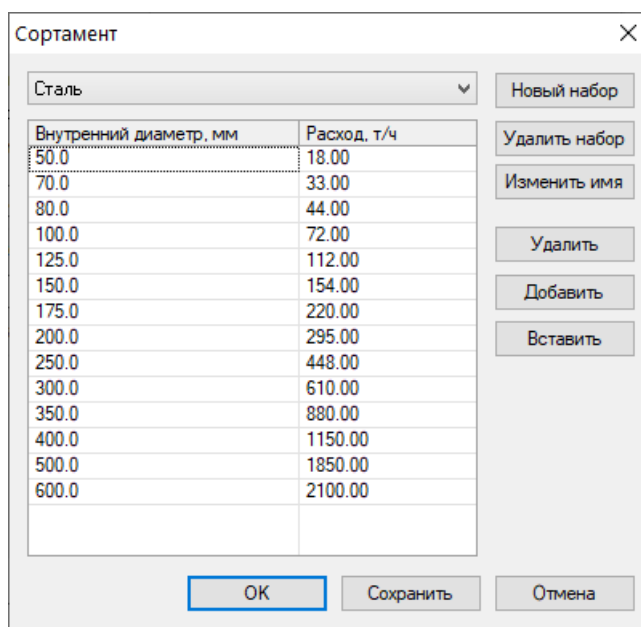 Сортамент
Сталь
Новый набор
Внутренний диаметр, мм Расход, т/ч
Удалить набор
50.0 18.00
70.0 33.00
Изменить имя
80.0 44.00
100.0 72.00
Удалить
125.0 112.00
150.0 154.00
Добавить
175.0 220.00
200.0 295.00
Вставить
250.0 448.00
300.0 610.00
350.0 880.00
400.0 1150.00
500.0 1850.00
600.0 2100.00
OK Сохранить Отмена